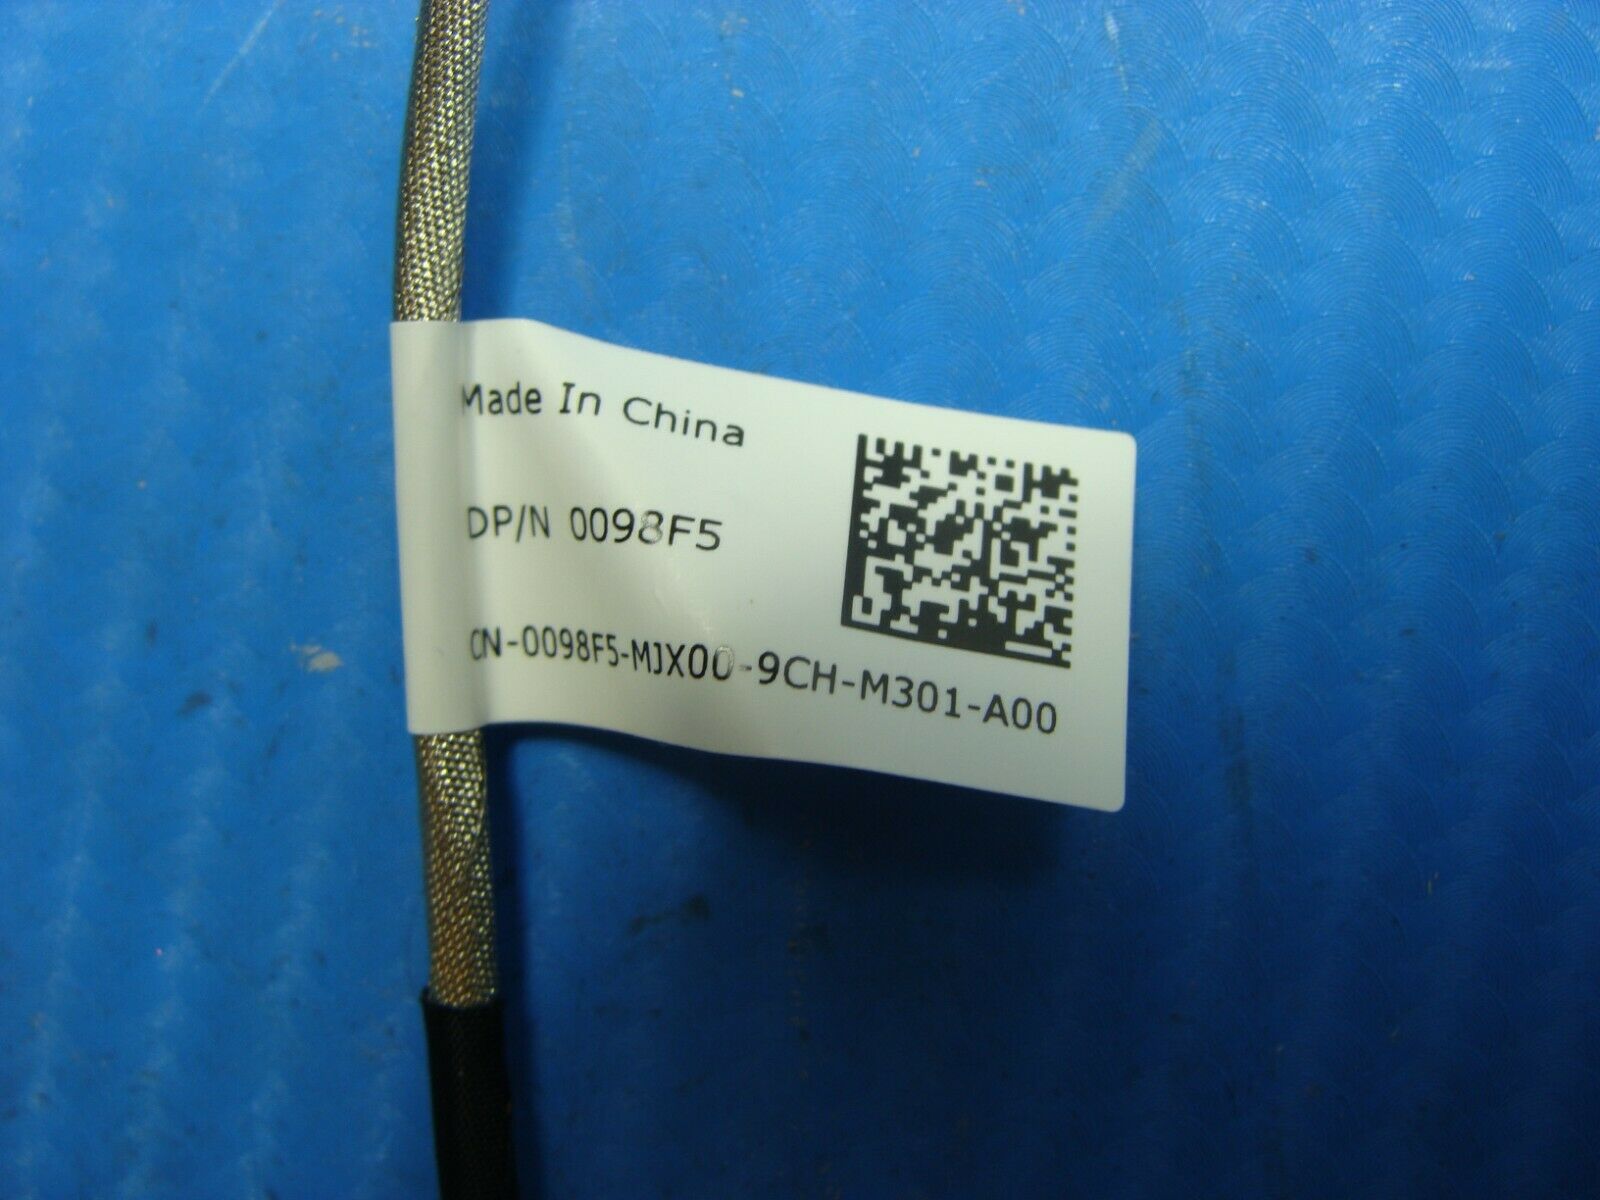 Made In China
DP/N 0098F5
CN-0098F5-MJX00-9CH-M301-A00